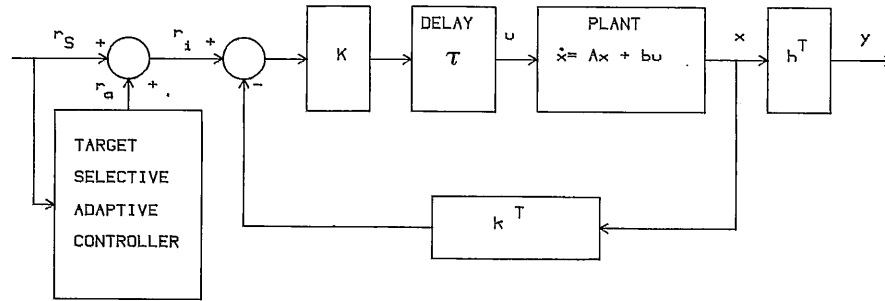 r_S + r_i +
r_a +
-
K
DELAY
τ
u
PLANT
ẋ = Ax + bu
x
h^T
y
TARGET
SELECTIVE
ADAPTIVE
CONTROLLER
k^T